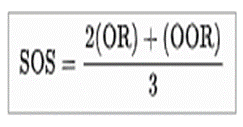 SOS = 2(OR) + (OOR) / 3